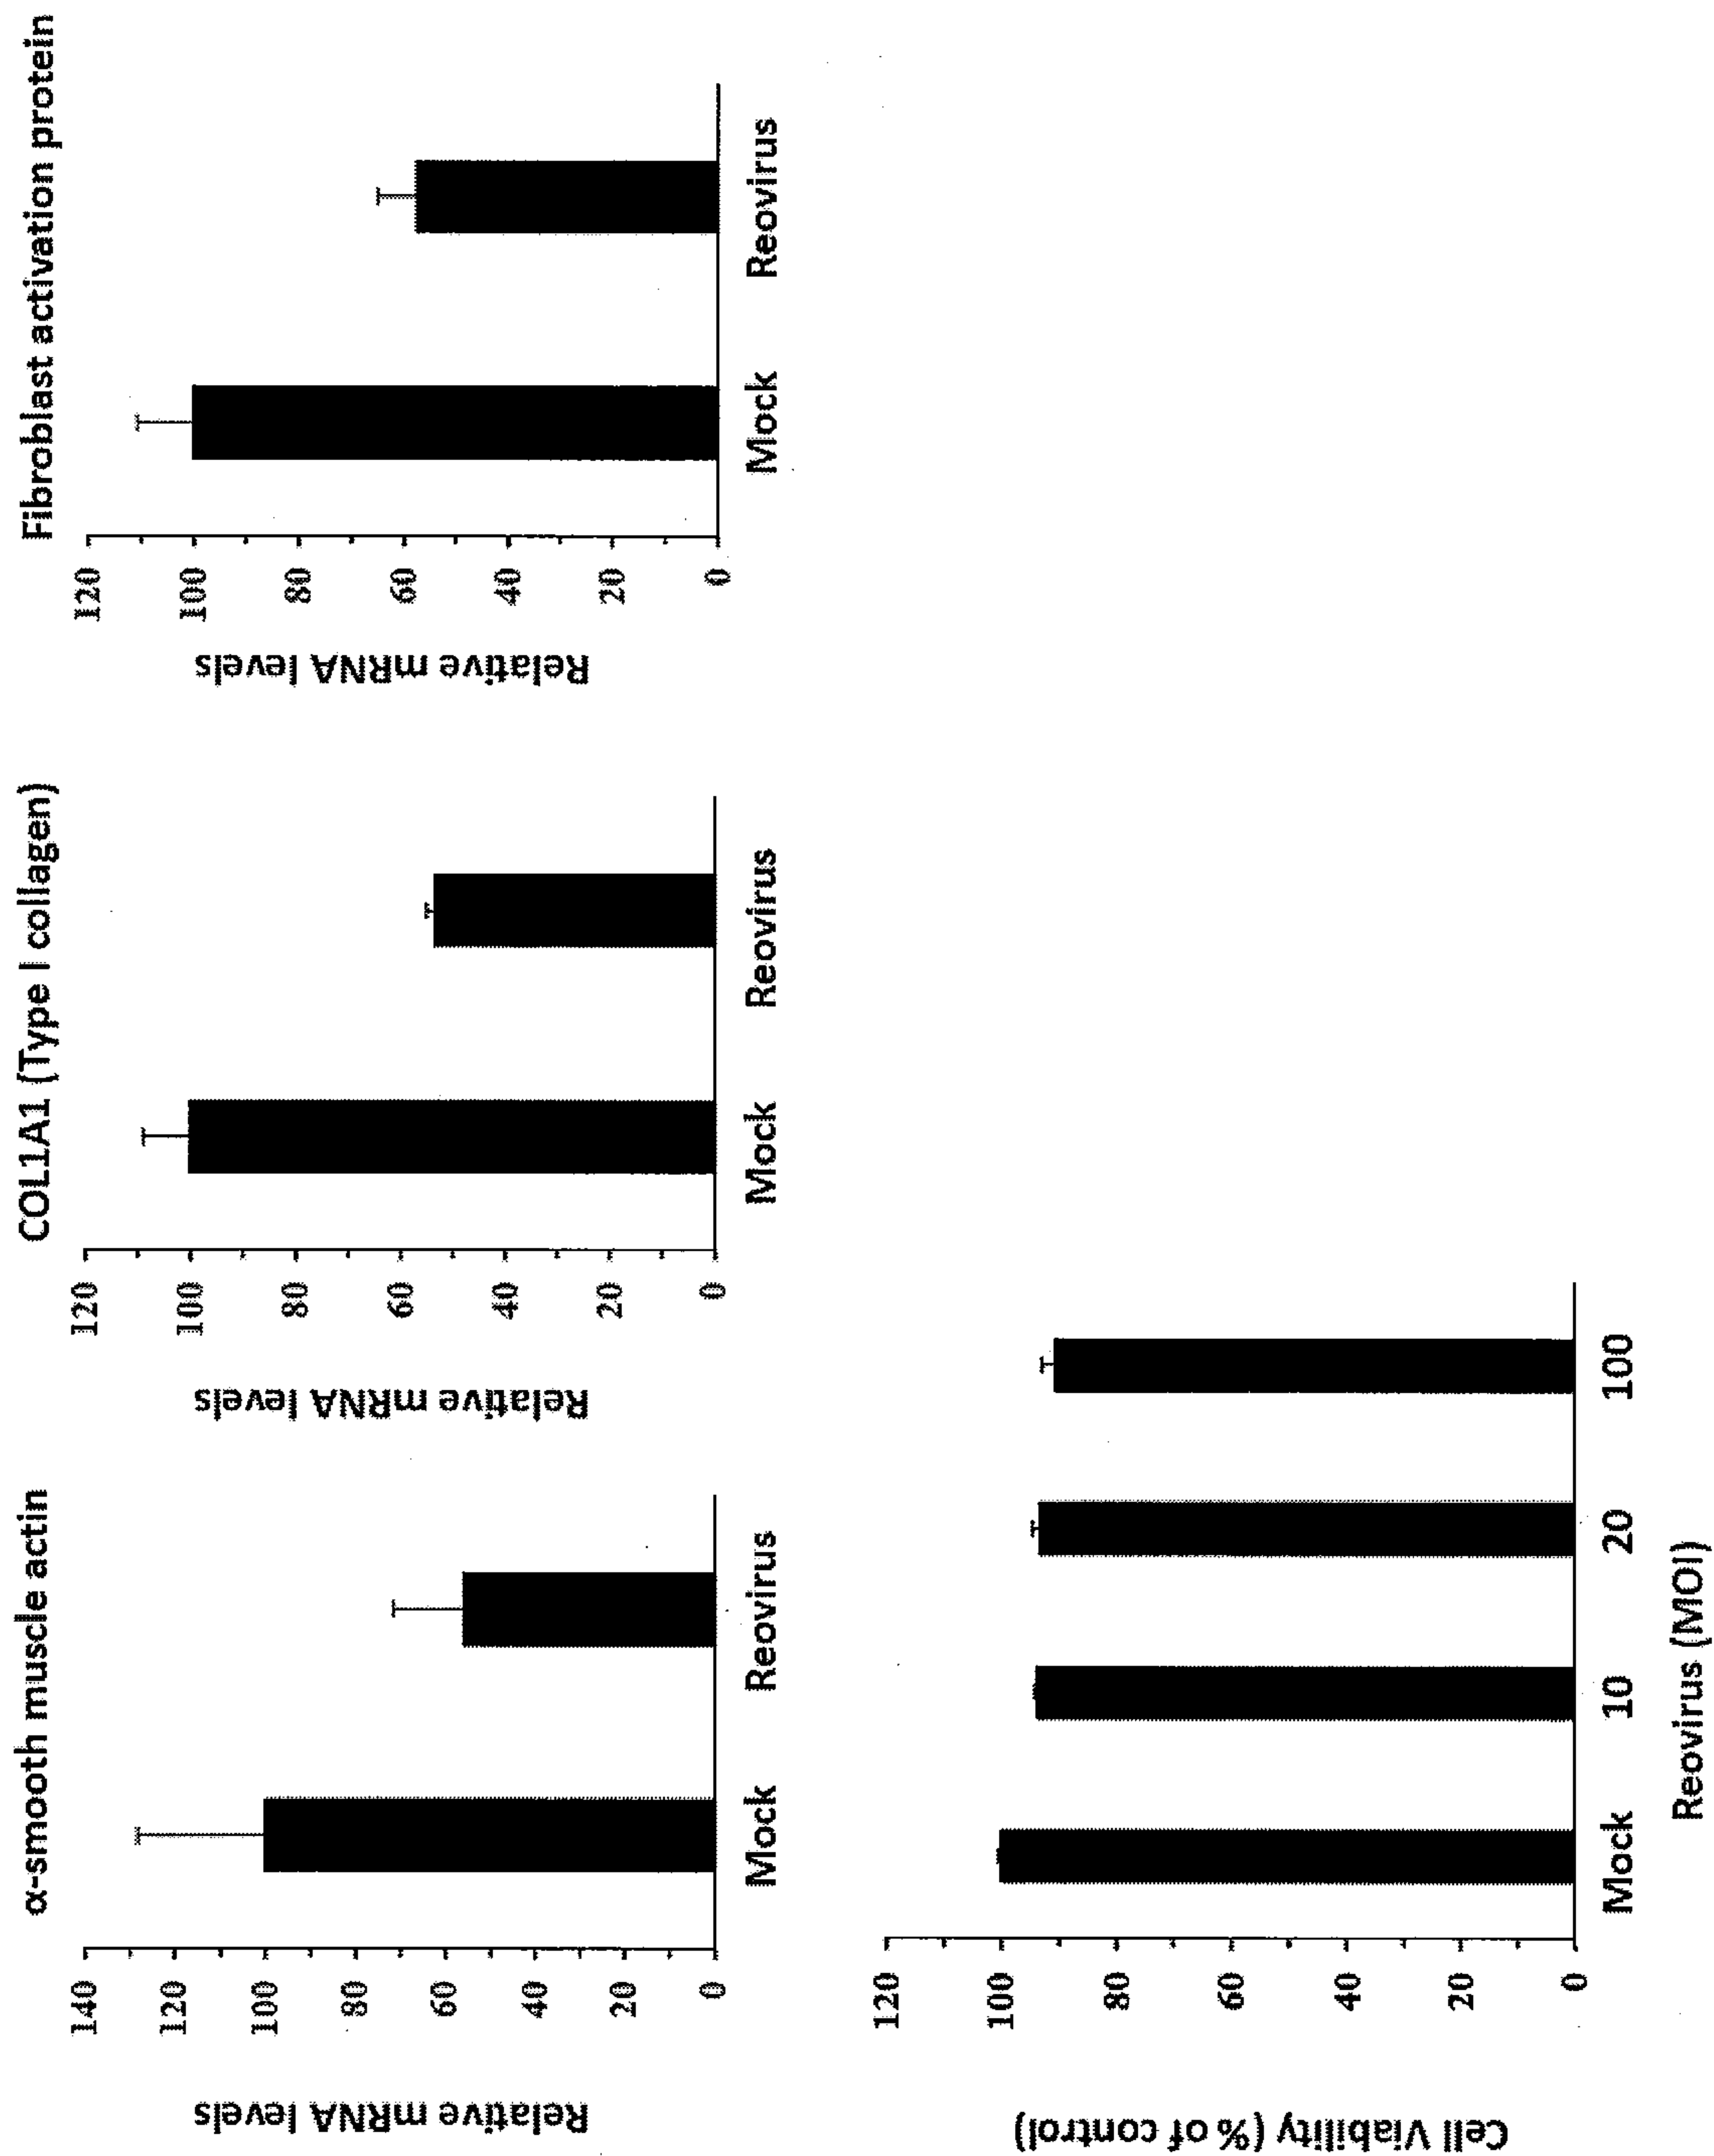 α-smooth muscle actin
Relative mRNA levels
140
120
100
80
60
40
20
0
Mock
Reovirus
COL1A1 (Type I collagen)
Relative mRNA levels
120
100
80
60
40
20
0
Mock
Reovirus
Fibroblast activation protein
Relative mRNA levels
120
100
80
60
40
20
0
Mock
Reovirus
Cell Viability (% of control)
120
100
80
60
40
20
0
Mock
10
20
100
Reovirus (MOI)